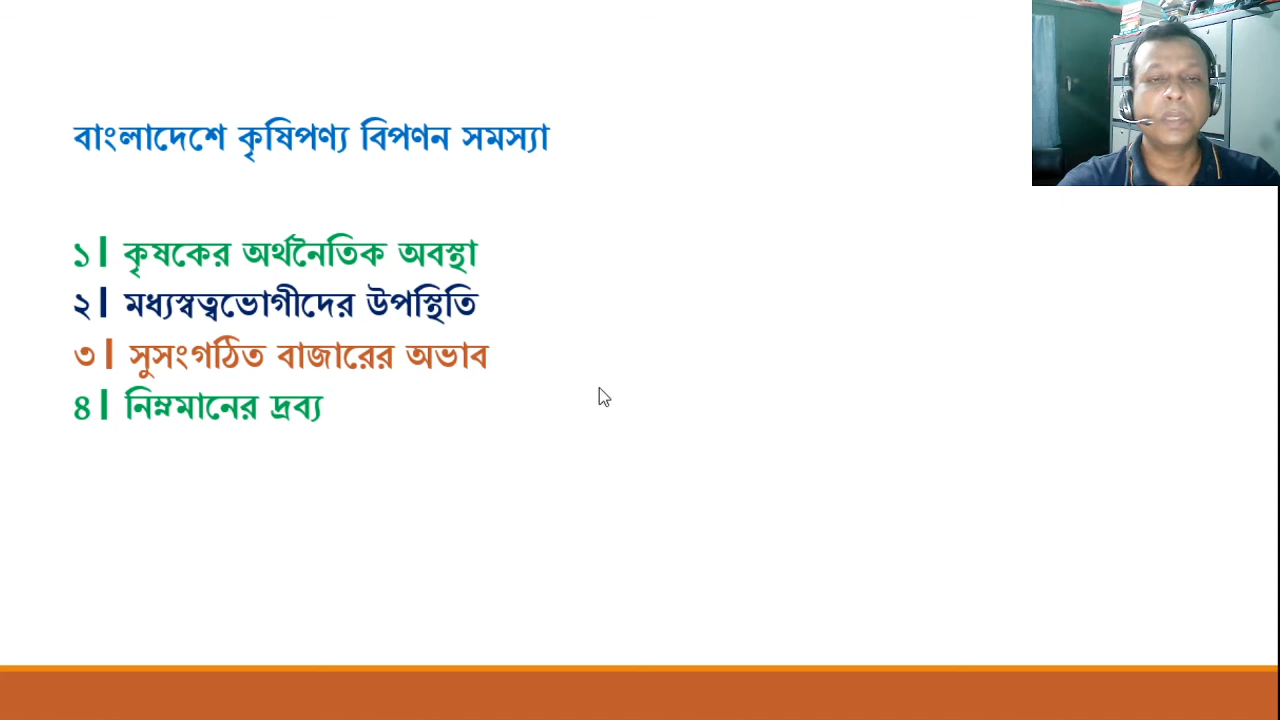 বাংলাদেশে কৃষিপণ্য বিপণন সমস্যা
১। কৃষকের অর্থনৈতিক অবস্থা
২। মধ্যস্বত্বভোগীদের উপস্থিতি
৩। সুসংগঠিত বাজারের অভাব
৪। নিম্নমানের দ্রব্য